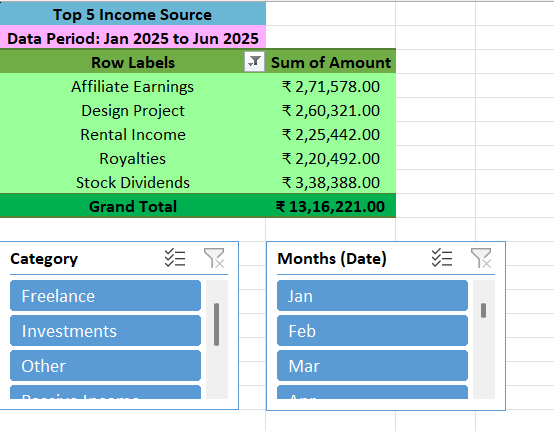 Top 5 Income Source
Data Period: Jan 2025 to Jun 2025
Row Labels Sum of Amount
Affiliate Earnings ₹ 2,71,578.00
Design Project ₹ 2,60,321.00
Rental Income ₹ 2,25,442.00
Royalties ₹ 2,20,492.00
Stock Dividends ₹ 3,38,388.00
Grand Total ₹ 13,16,221.00
Category
Freelance
Investments
Other
Months (Date)
Jan
Feb
Mar